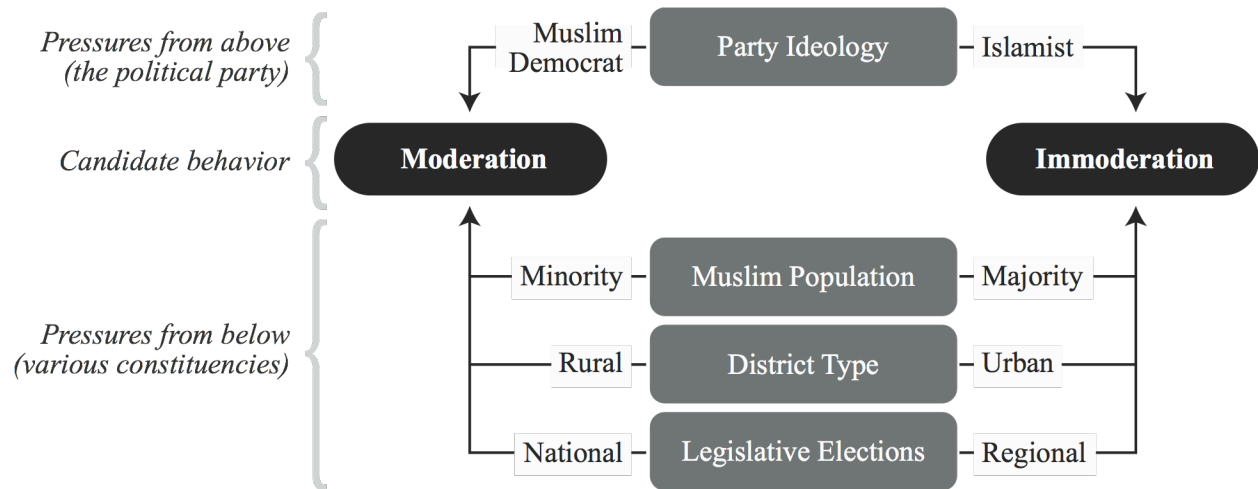 Pressures from above
(the political party)
Muslim
Democrat
Party Ideology
Islamist
Candidate behavior
Moderation
Immoderation
Pressures from below
(various constituencies)
Minority
Muslim Population
Majority
Rural
District Type
Urban
National
Legislative Elections
Regional